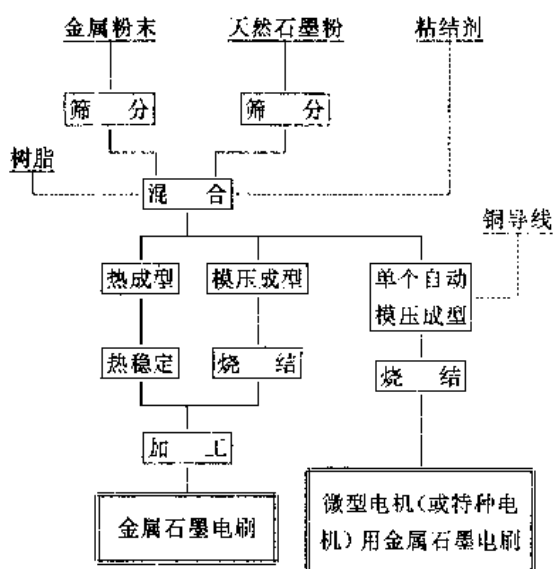 金属粉末 天然石墨粉 粘结剂
筛 分 筛 分
树脂
混 合
铜导线
热成型 模压成型 单个自动
模压成型
热稳定 烧 结 烧 结
加 工
金属石墨电刷
微型电机(或特种电
机)用金属石墨电刷